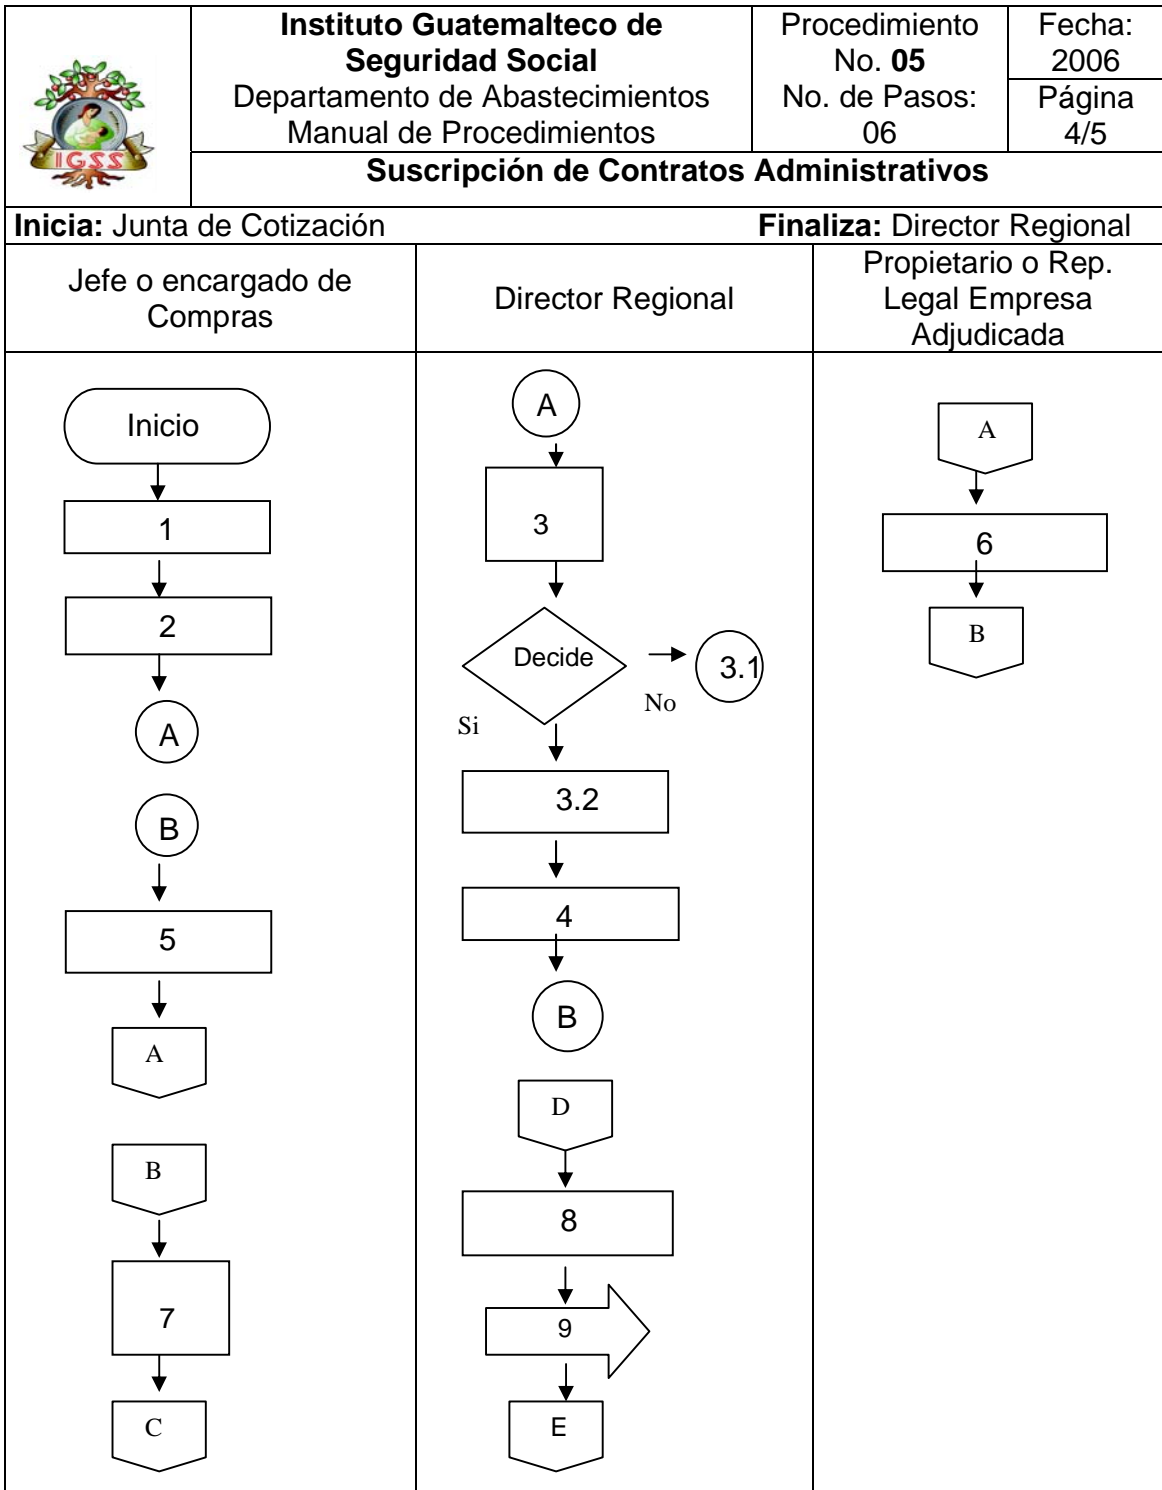 Instituto Guatemalteco de
Seguridad Social
Departamento de Abastecimientos
Manual de Procedimientos
Procedimiento
No. 05
No. de Pasos:
06
Fecha:
2006
Página
4/5
IGSS
Suscripción de Contratos Administrativos
Inicia: Junta de Cotización
Finaliza: Director Regional
Jefe o encargado de
Compras
Director Regional
Propietario o Rep.
Legal Empresa
Adjudicada
Inicio
1
2
A
B
5
A
B
7
C
A
3
Decide
No
3.1
Si
3.2
4
B
D
8
9
E
A
6
B